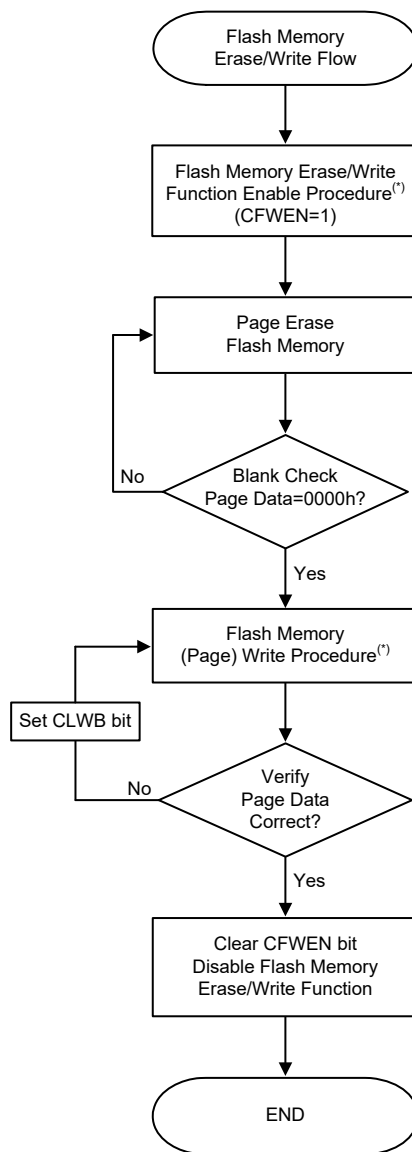 Flash Memory
Erase/Write Flow
Flash Memory Erase/Write
Function Enable Procedure(*)
(CFWEN=1)
Page Erase
Flash Memory
No
Blank Check
Page Data=0000h?
Yes
Flash Memory
(Page) Write Procedure(*)
Set CLWB bit
No
Verify
Page Data
Correct?
Yes
Clear CFWEN bit
Disable Flash Memory
Erase/Write Function
END